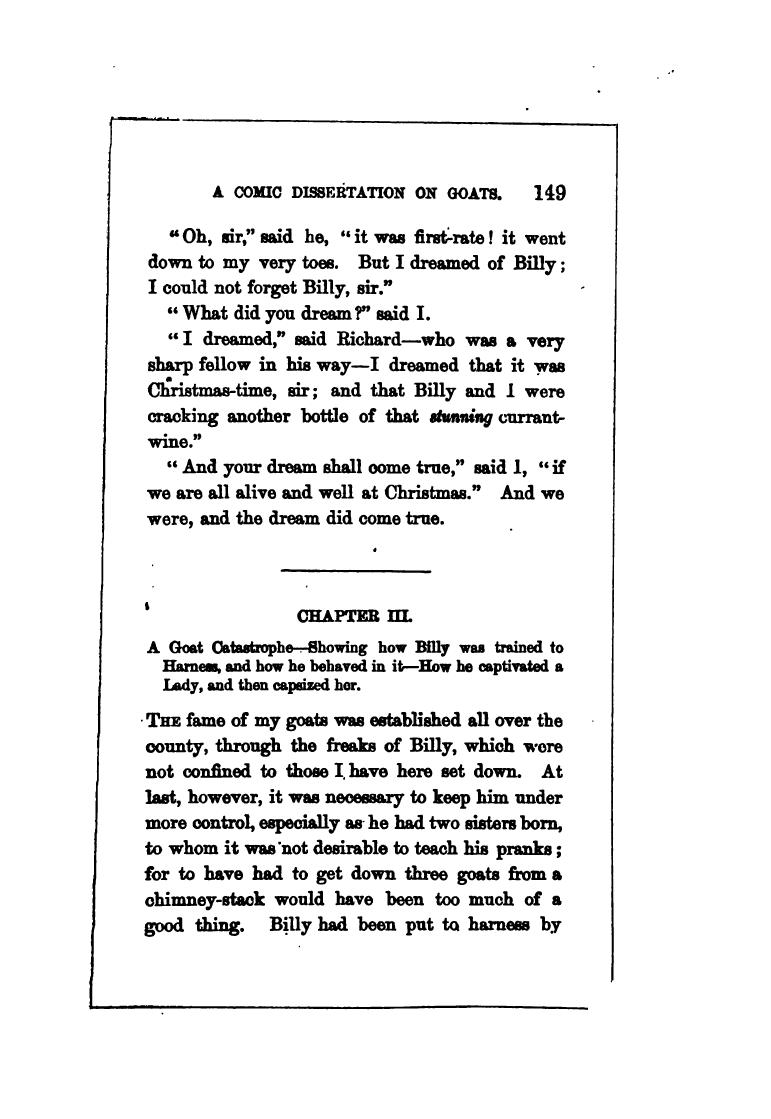 A COMIC DISSERTATION ON GOATS. 149
“Oh, sir,” said he, “it was first-rate! it went
down to my very toes. But I dreamed of Billy;
I could not forget Billy, sir.”
“What did you dream?” said I.
“I dreamed,” said Richard—who was a very
sharp fellow in his way—I dreamed that it was
Christmas-time, sir; and that Billy and I were
cracking another bottle of that stunning currant-
wine.”
“And your dream shall come true,” said I, “if
we are all alive and well at Christmas.” And we
were, and the dream did come true.
CHAPTER III.
A Goat Catastrophe—Showing how Billy was trained to
Harness, and how he behaved in it—How he captivated a
Lady, and then capsized her.
THE fame of my goats was established all over the
county, through the freaks of Billy, which were
not confined to those I have here set down. At
last, however, it was necessary to keep him under
more control, especially as he had two sisters born,
to whom it was not desirable to teach his pranks;
for to have had to get down three goats from a
chimney-stack would have been too much of a
good thing. Billy had been put to harness by